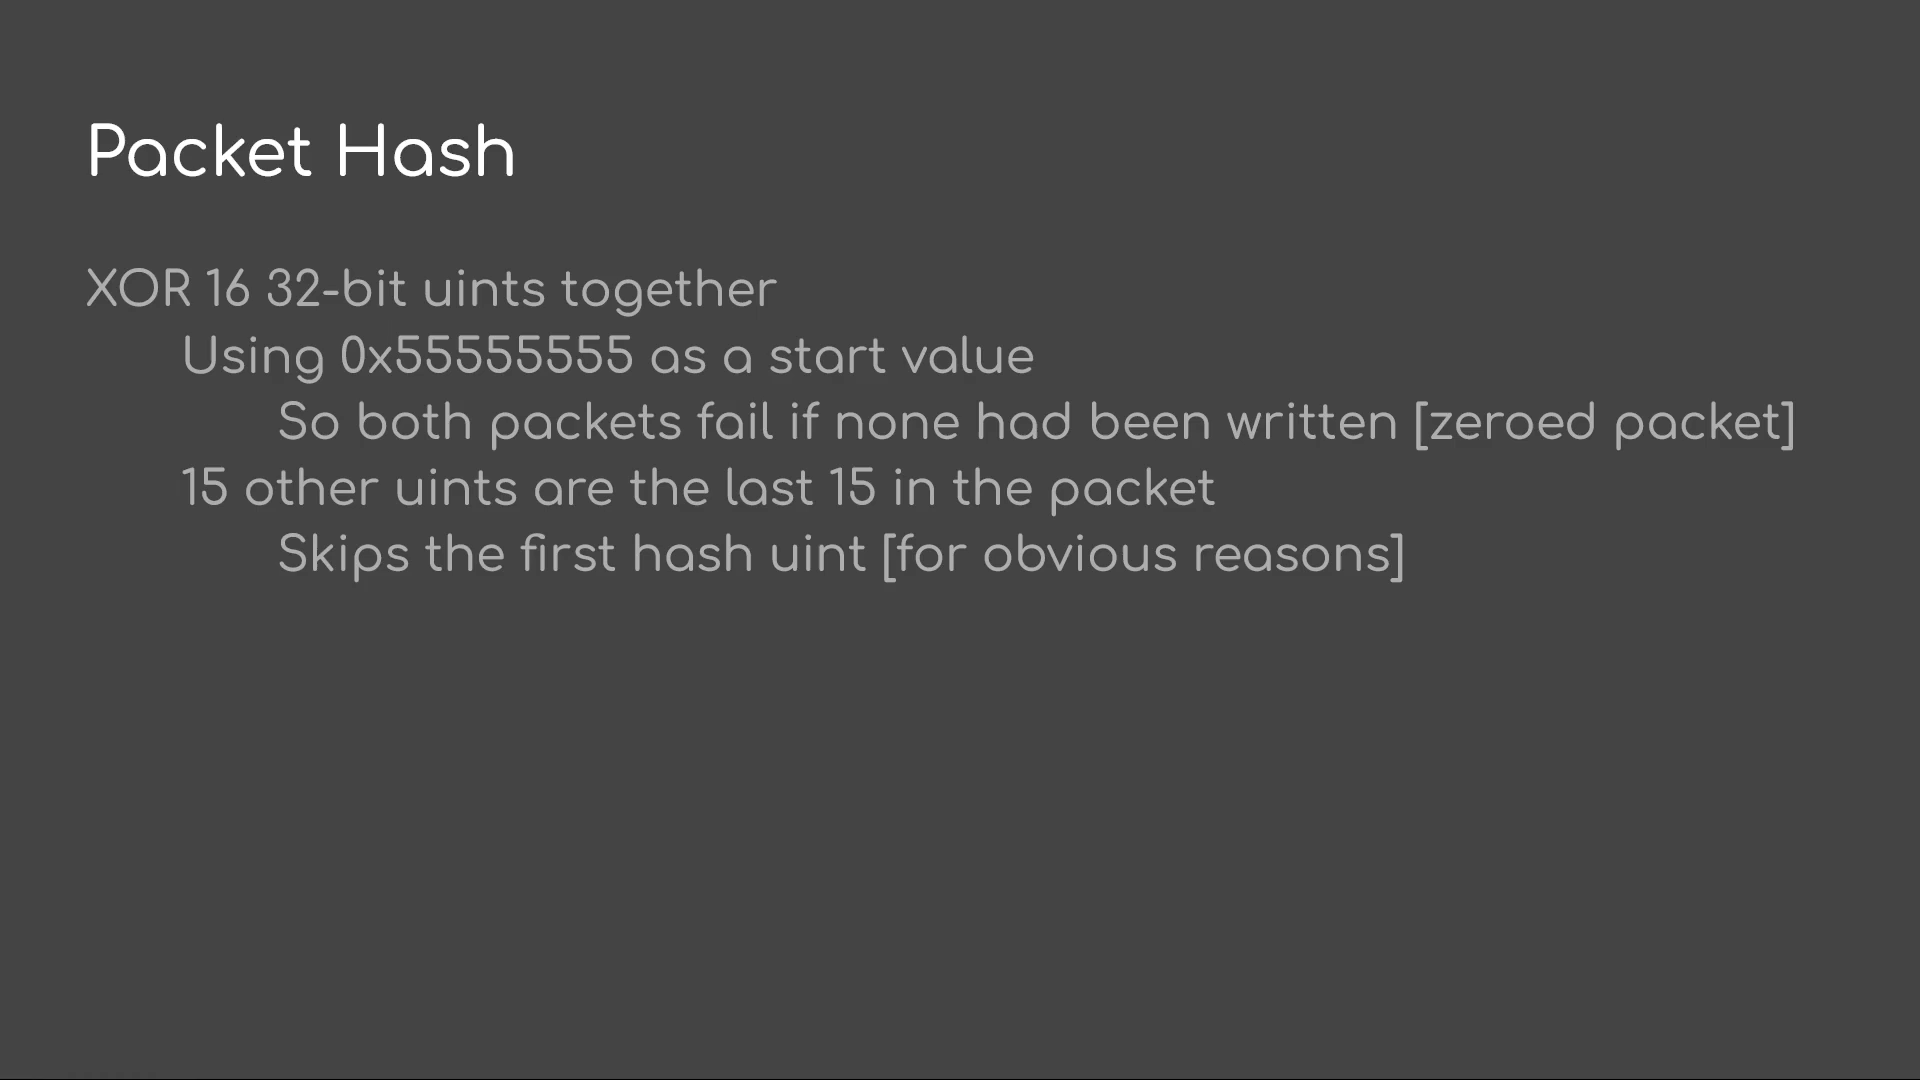 Packet Hash
XOR 16 32-bit uints together
Using 0x55555555 as a start value
So both packets fail if none had been written [zeroed packet]
15 other uints are the last 15 in the packet
Skips the first hash uint [for obvious reasons]